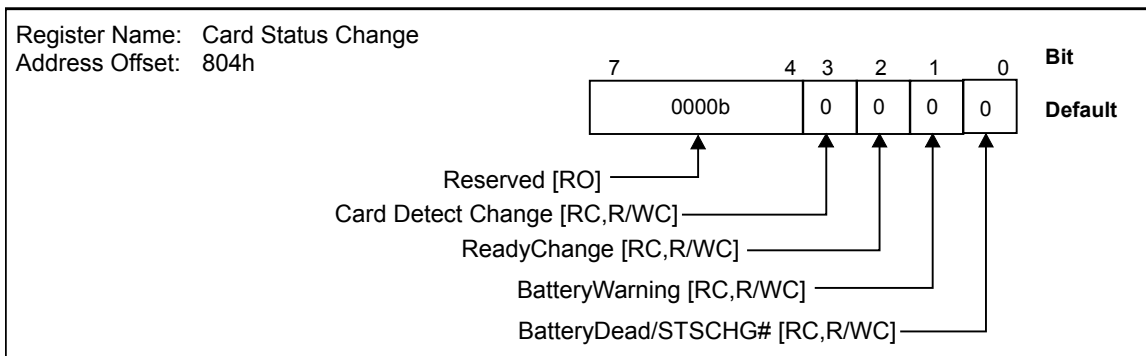 Register Name: Card Status Change
Address Offset: 804h
7 4 3 2 1 0 Bit
0000b 0 0 0 0 Default
Reserved [RO]
Card Detect Change [RC,R/WC]
ReadyChange [RC,R/WC]
BatteryWarning [RC,R/WC]
BatteryDead/STSCHG# [RC,R/WC]